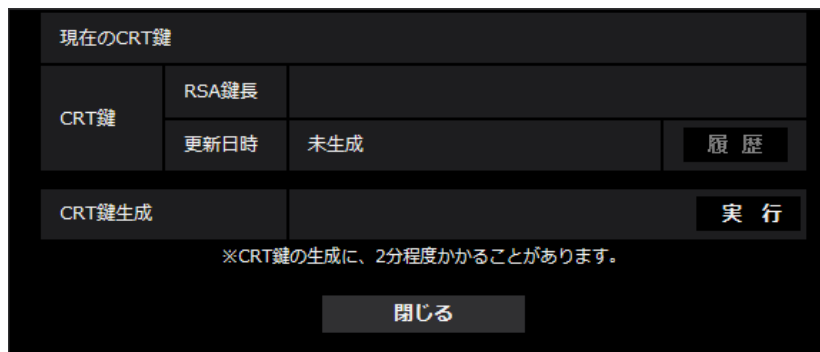 現在のCRT鍵
CRT鍵
RSA鍵長
更新日時 未生成 履 歴
CRT鍵生成 実 行
※CRT鍵の生成に、2分程度かかることがあります。
閉じる